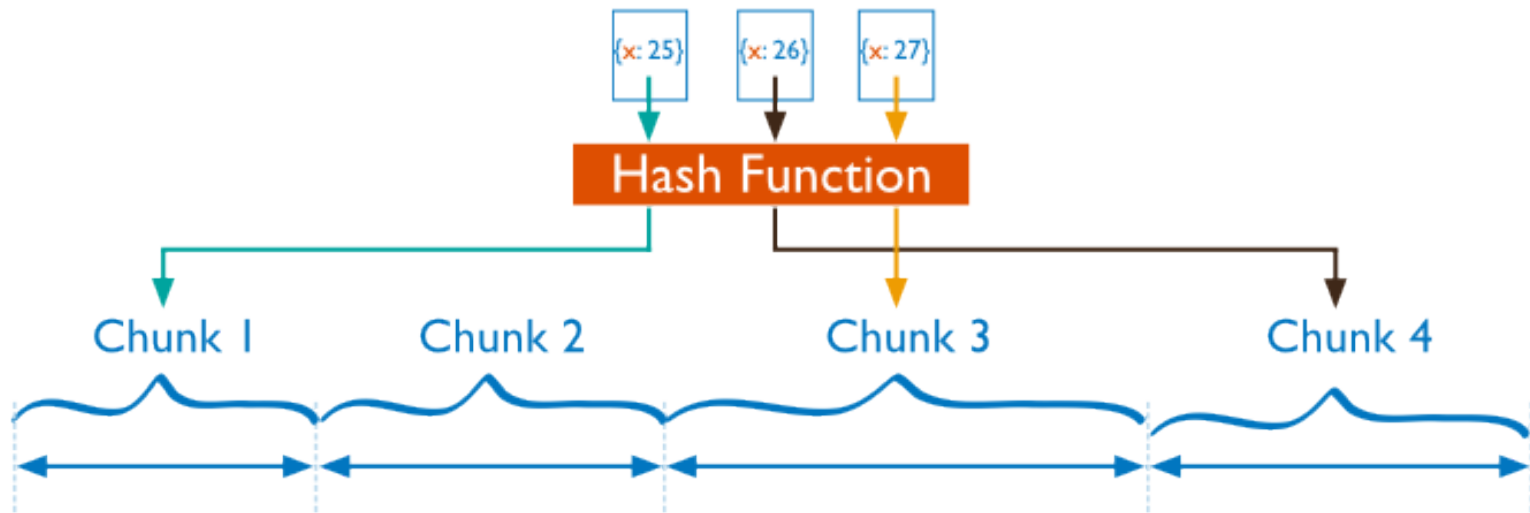 {x: 25} {x: 26} {x: 27}
Hash Function
Chunk 1 Chunk 2 Chunk 3 Chunk 4